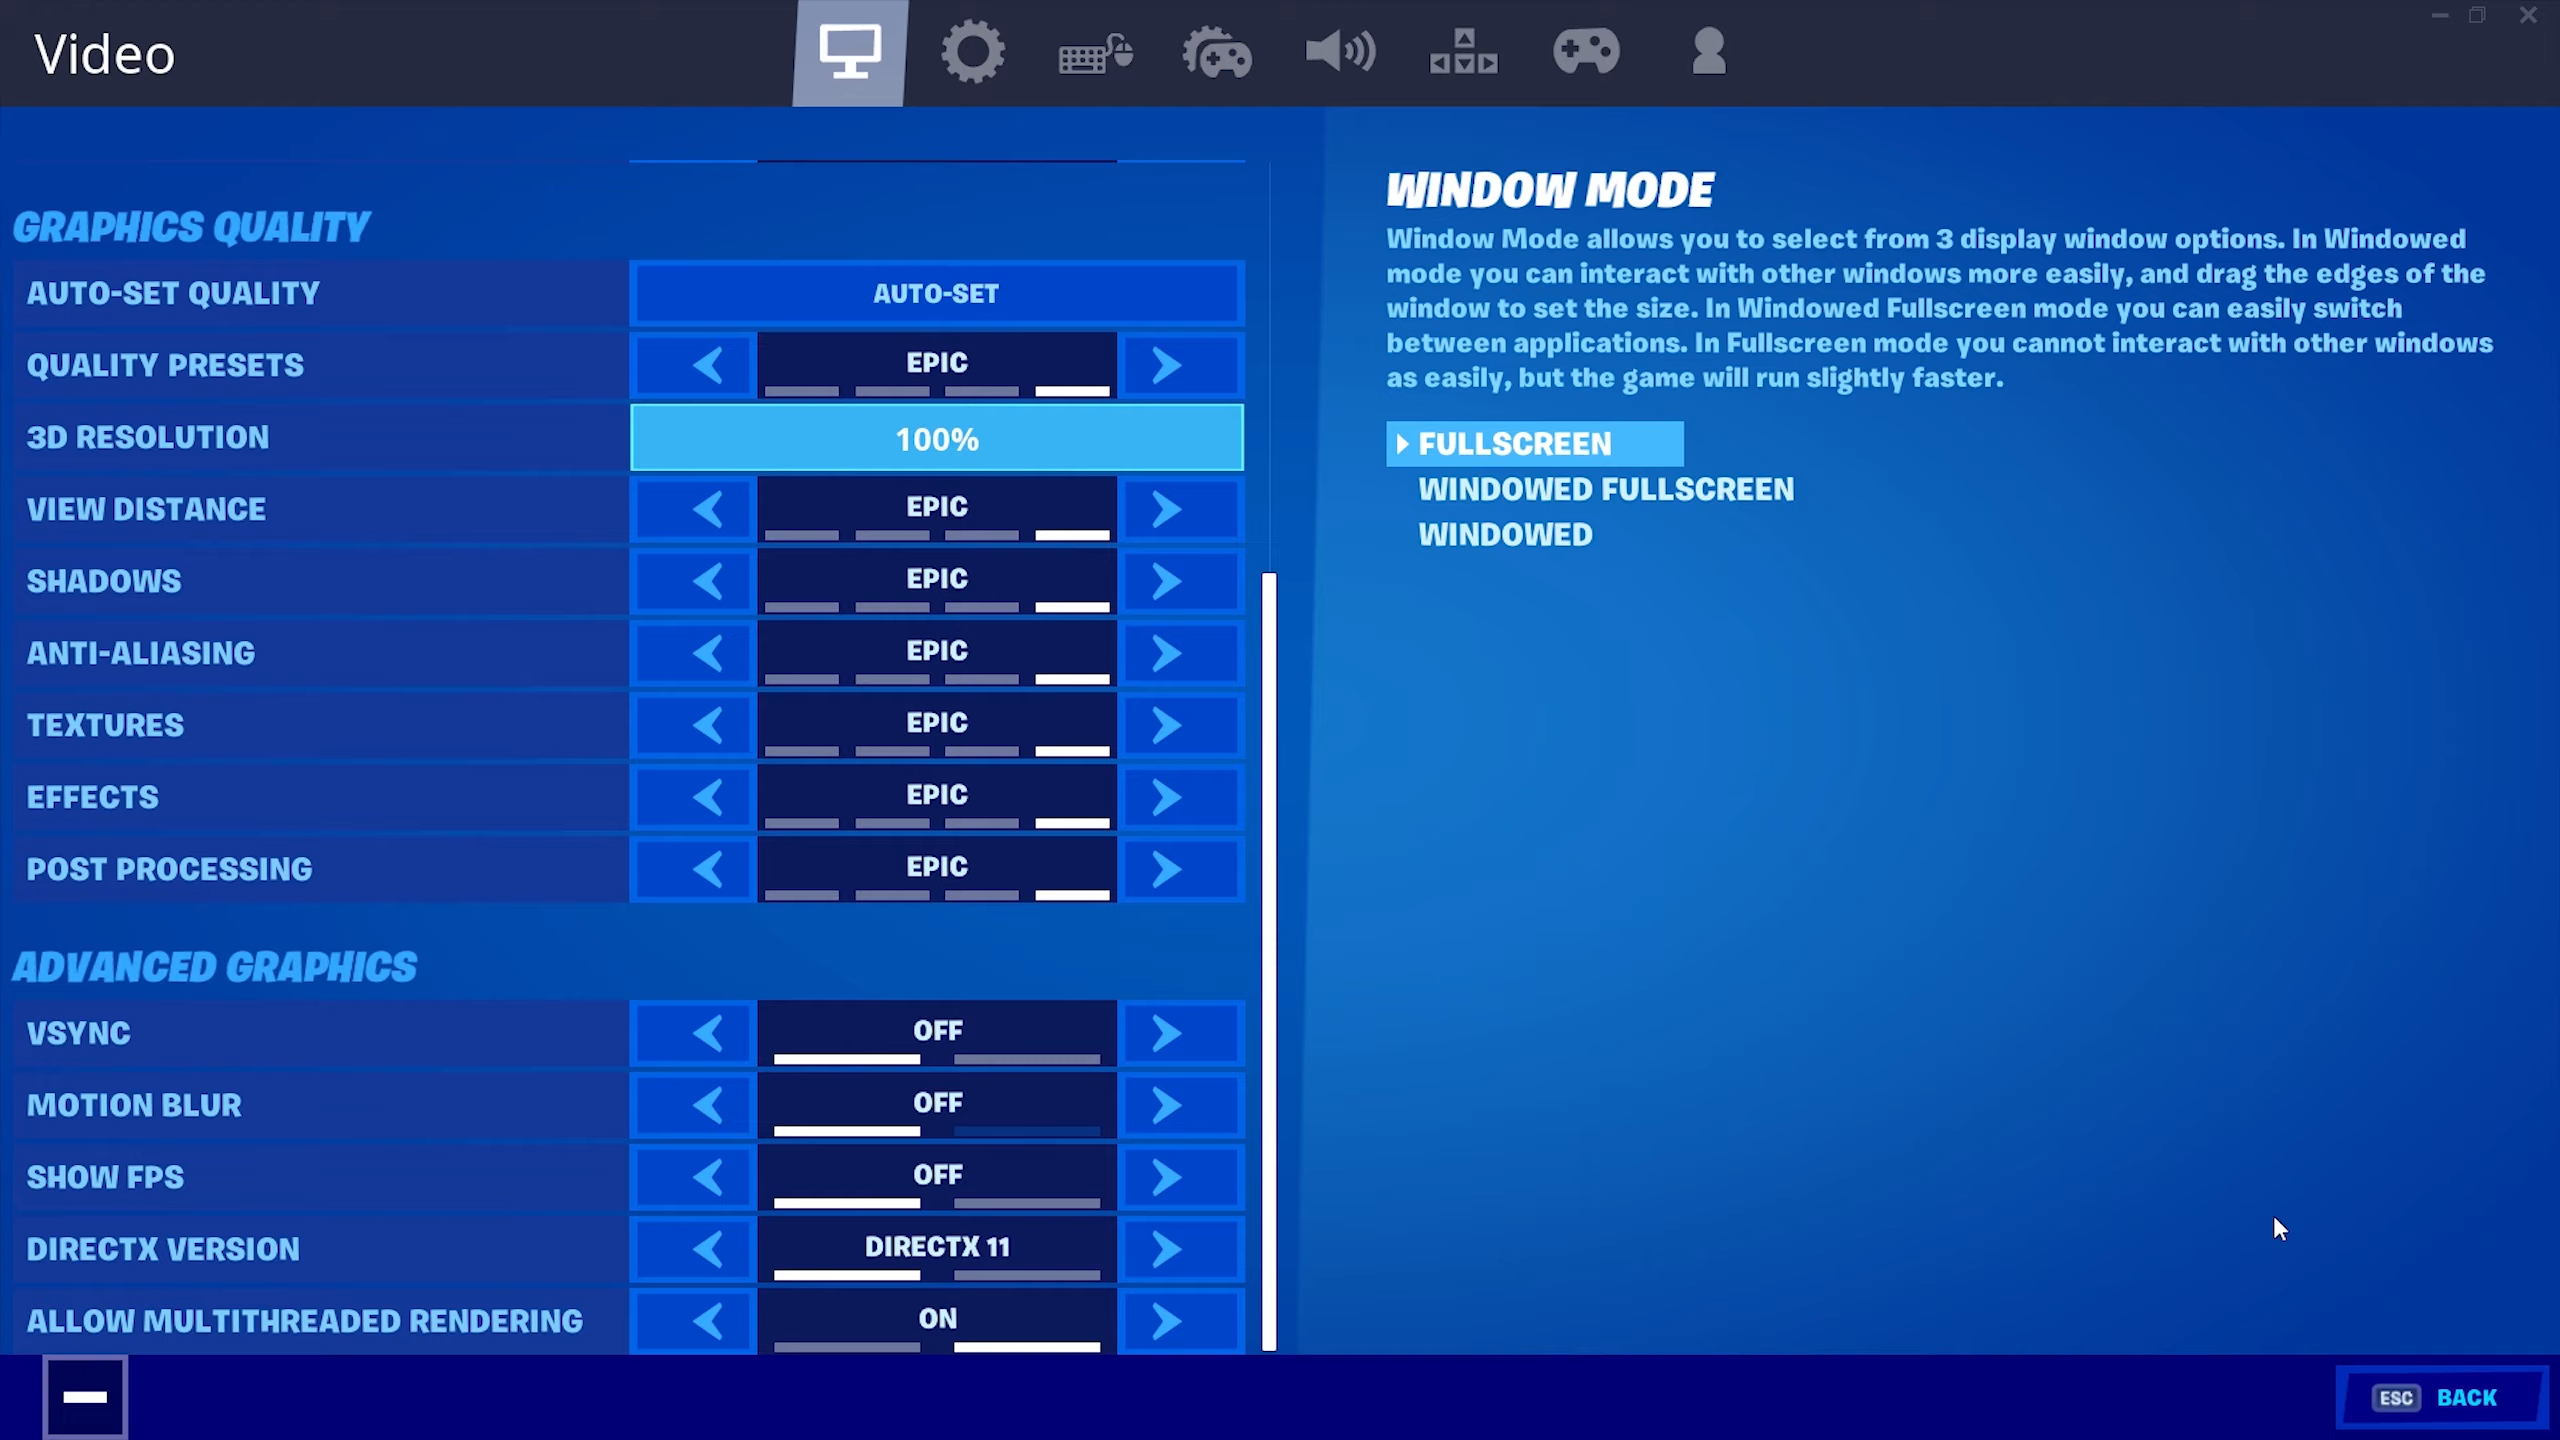 Video
GRAPHICS QUALITY
AUTO-SET QUALITY
AUTO-SET
QUALITY PRESETS
EPIC
3D RESOLUTION
100%
VIEW DISTANCE
EPIC
SHADOWS
EPIC
ANTI-ALIASING
EPIC
TEXTURES
EPIC
EFFECTS
EPIC
POST PROCESSING
EPIC
ADVANCED GRAPHICS
VSYNC
OFF
MOTION BLUR
OFF
SHOW FPS
OFF
DIRECTX VERSION
DIRECTX 11
ALLOW MULTITHREADED RENDERING
ON
WINDOW MODE
Window Mode allows you to select from 3 display window options. In Windowed
mode you can interact with other windows more easily, and drag the edges of the
window to set the size. In Windowed Fullscreen mode you can easily switch
between applications. In Fullscreen mode you cannot interact with other windows
as easily, but the game will run slightly faster.
FULLSCREEN
WINDOWED FULLSCREEN
WINDOWED
ESC BACK